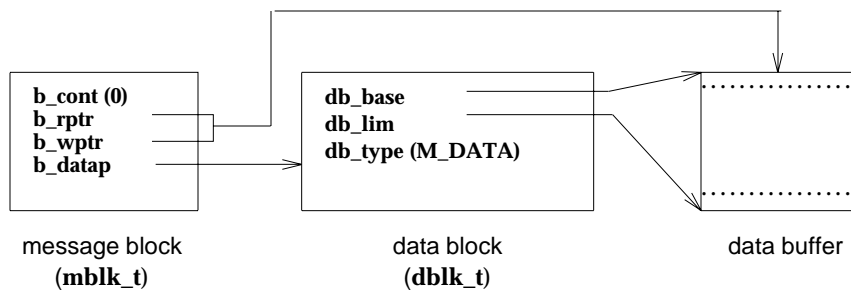 b_cont (0)
b_rptr
b_wptr
b_datap
db_base
db_lim
db_type (M_DATA)
message block
(mblk_t)
data block
(dblk_t)
data buffer